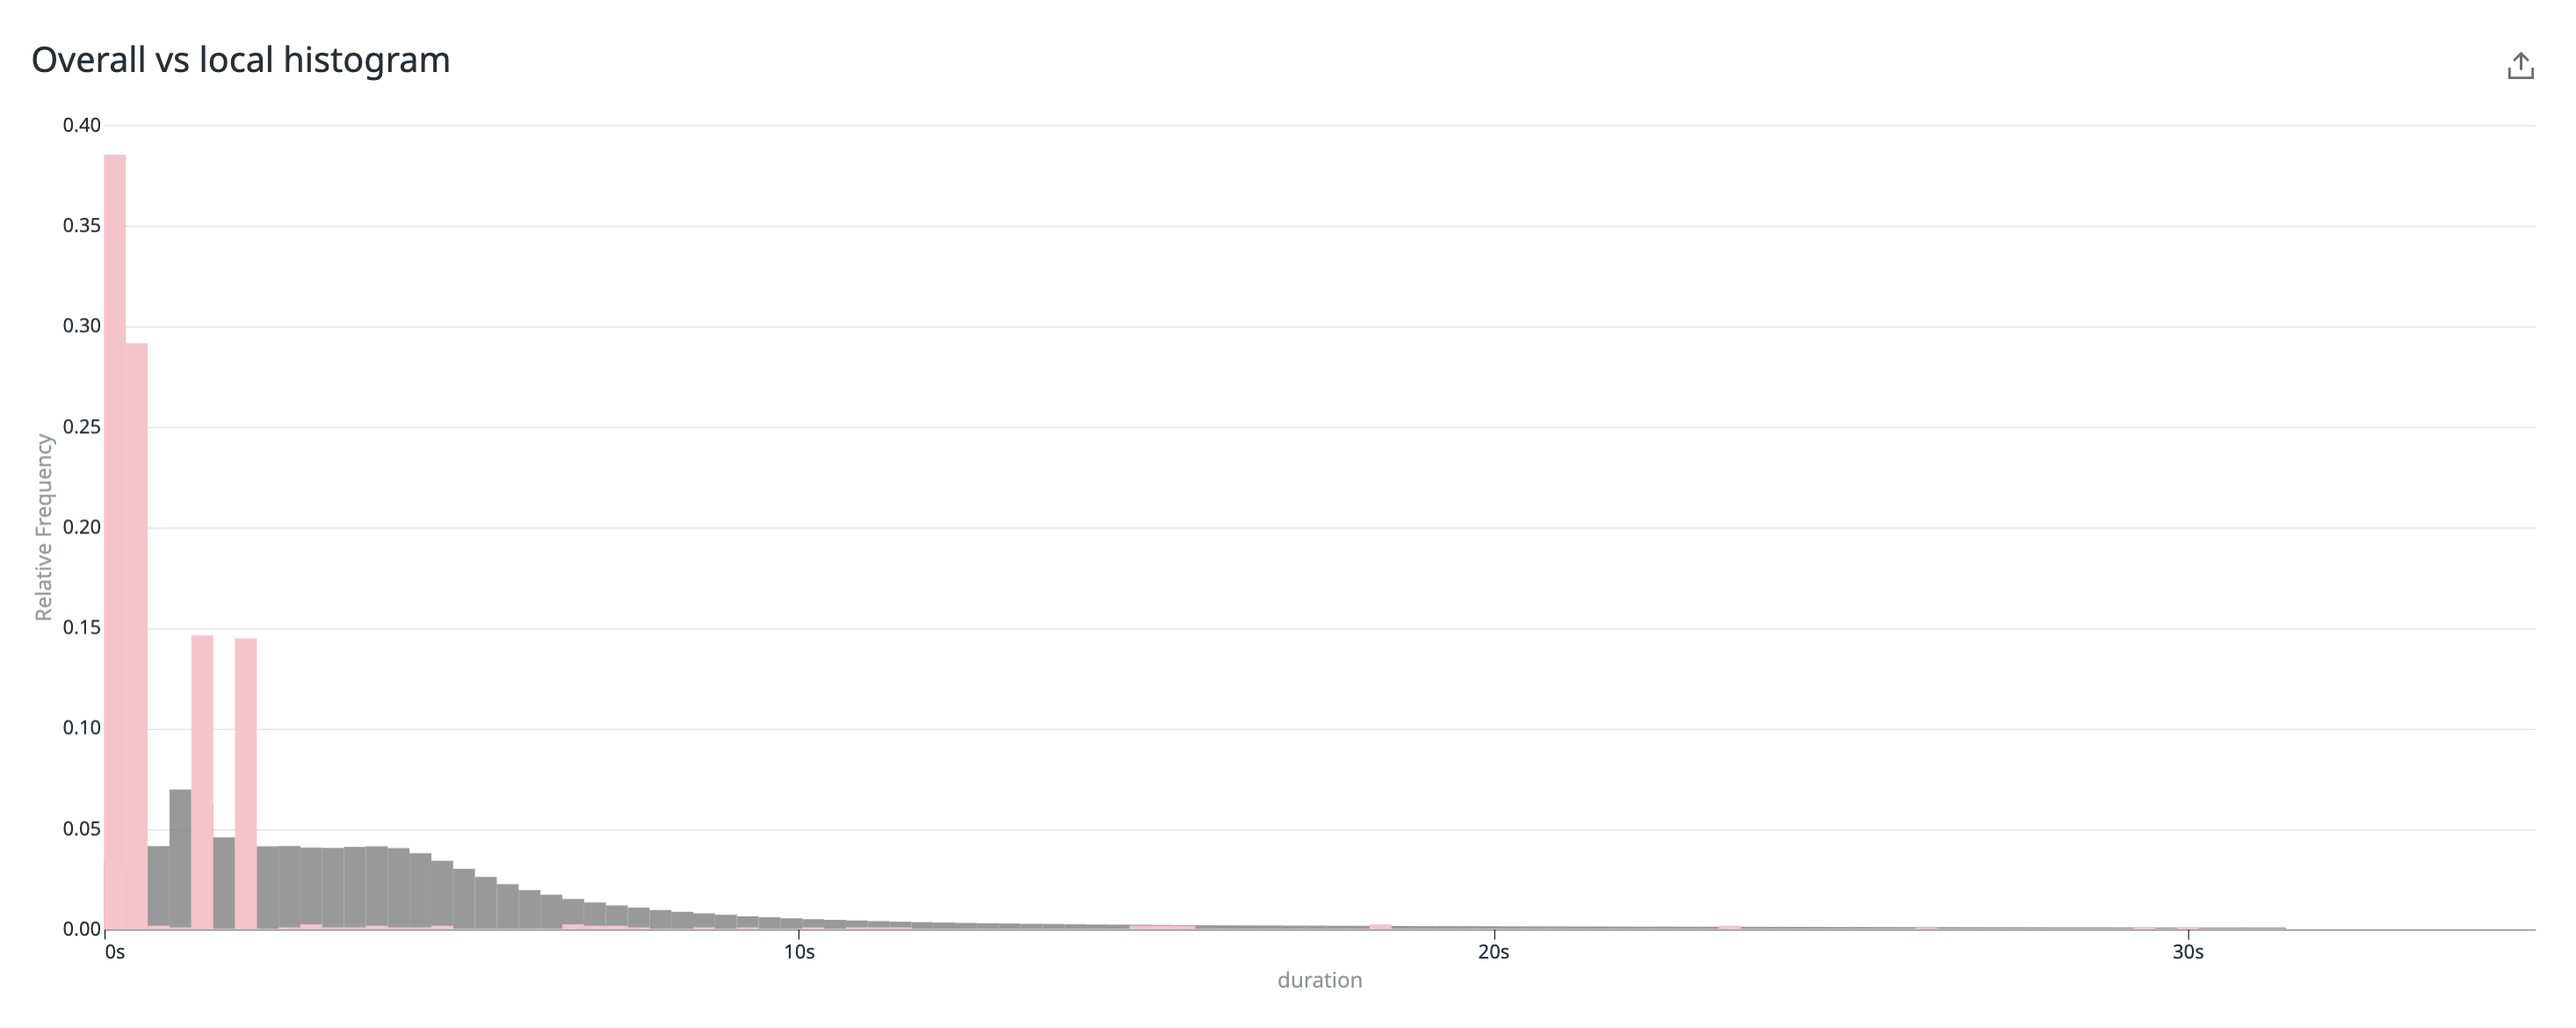 Overall vs local histogram
0.40
0.35
0.30
0.25
0.20
0.15
0.10
0.05
0.00
Relative Frequency
0s
10s
20s
30s
duration